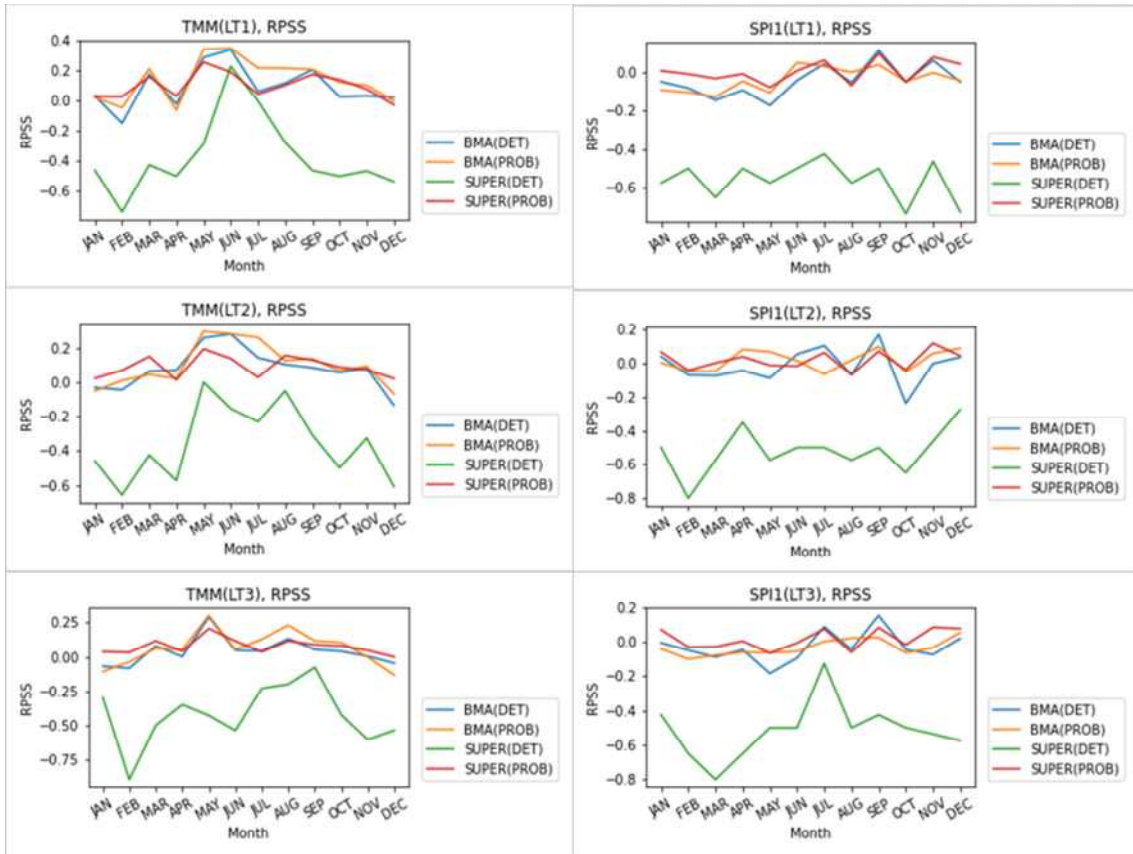 TMM(LT1), RPSS
0.4
0.2
0.0
−0.2
−0.4
−0.6
RPSS
JAN FEB MAR APR MAY JUN JUL AUG SEP OCT NOV DEC
Month
BMA(DET)
BMA(PROB)
SUPER(DET)
SUPER(PROB)
SPI1(LT1), RPSS
0.0
−0.2
−0.4
−0.6
RPSS
JAN FEB MAR APR MAY JUN JUL AUG SEP OCT NOV DEC
Month
BMA(DET)
BMA(PROB)
SUPER(DET)
SUPER(PROB)
TMM(LT2), RPSS
0.2
0.0
−0.2
−0.4
−0.6
RPSS
JAN FEB MAR APR MAY JUN JUL AUG SEP OCT NOV DEC
Month
BMA(DET)
BMA(PROB)
SUPER(DET)
SUPER(PROB)
SPI1(LT2), RPSS
0.2
0.0
−0.2
−0.4
−0.6
−0.8
RPSS
JAN FEB MAR APR MAY JUN JUL AUG SEP OCT NOV DEC
Month
BMA(DET)
BMA(PROB)
SUPER(DET)
SUPER(PROB)
TMM(LT3), RPSS
0.25
0.00
−0.25
−0.50
−0.75
RPSS
JAN FEB MAR APR MAY JUN JUL AUG SEP OCT NOV DEC
Month
BMA(DET)
BMA(PROB)
SUPER(DET)
SUPER(PROB)
SPI1(LT3), RPSS
0.2
0.0
−0.2
−0.4
−0.6
−0.8
RPSS
JAN FEB MAR APR MAY JUN JUL AUG SEP OCT NOV DEC
Month
BMA(DET)
BMA(PROB)
SUPER(DET)
SUPER(PROB)